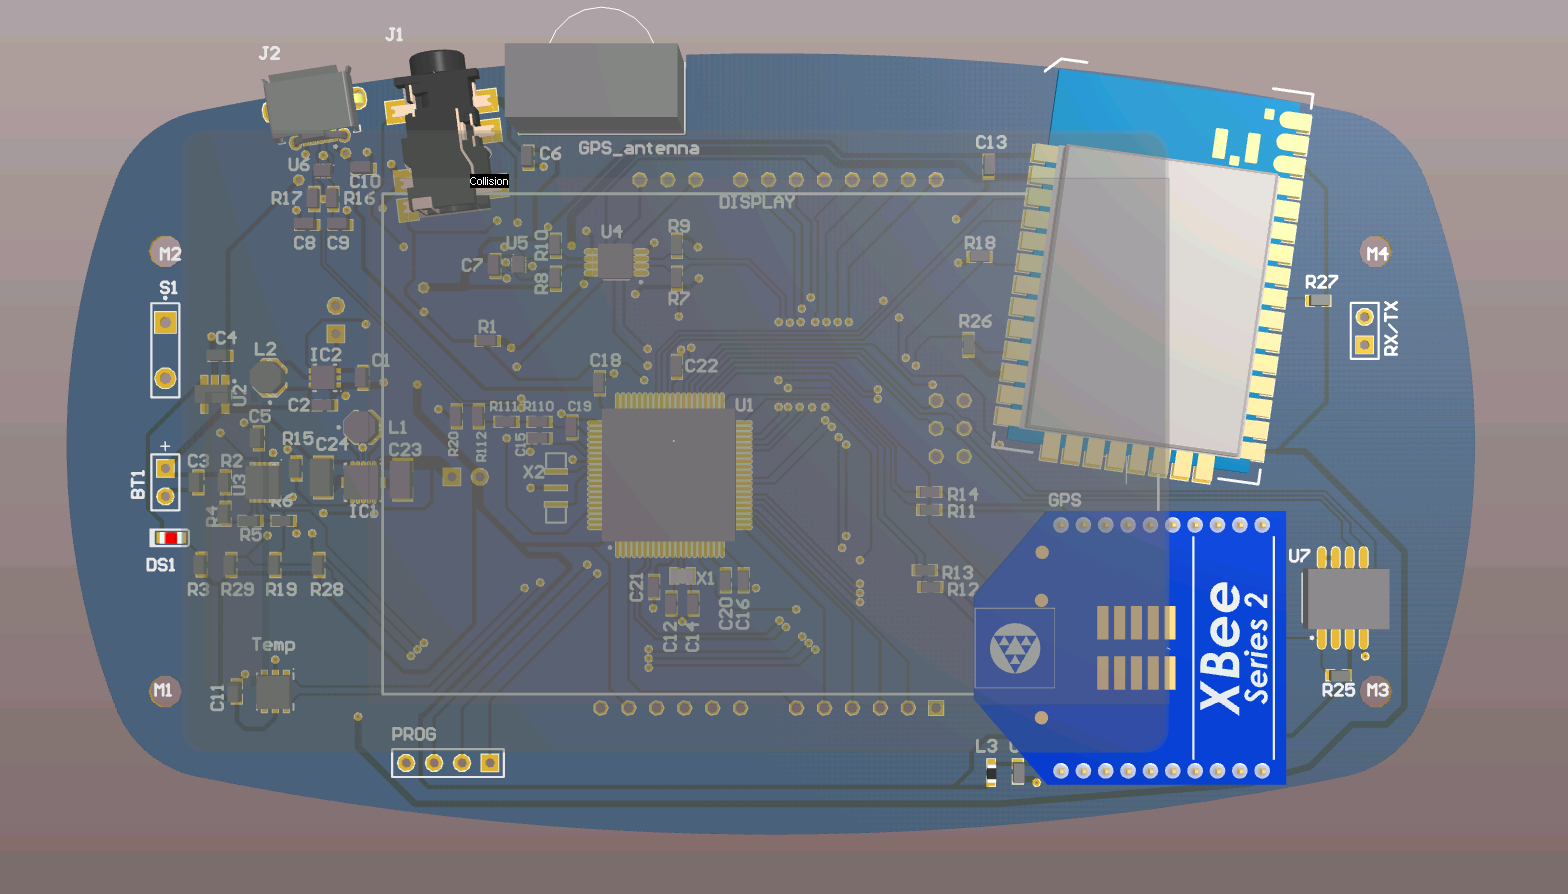 J2
J1
GPS_antenna
C6
C13
U6
C10
R17
R16
Collision
DISPLAY
C8
C9
M2
U5
R10
U4
R9
R18
M4
C7
R8
R7
S1
R27
RX/TX
R1
R26
C4
L2
IC2
C1
C18
C22
U2
C2
C5
L1
R111
R110
C19
U1
+
R15
C24
C23
R20
R112
C15
X2
BT1
C3
R2
U3
R4
R5
R6
IC1
R14
R11
GPS
DS1
U7
R3
R29
R19
R28
C21
X1
R13
R12
C12
C14
C20
C16
XBee
Series 2
Temp
M1
C11
R25
M3
PROG
L3